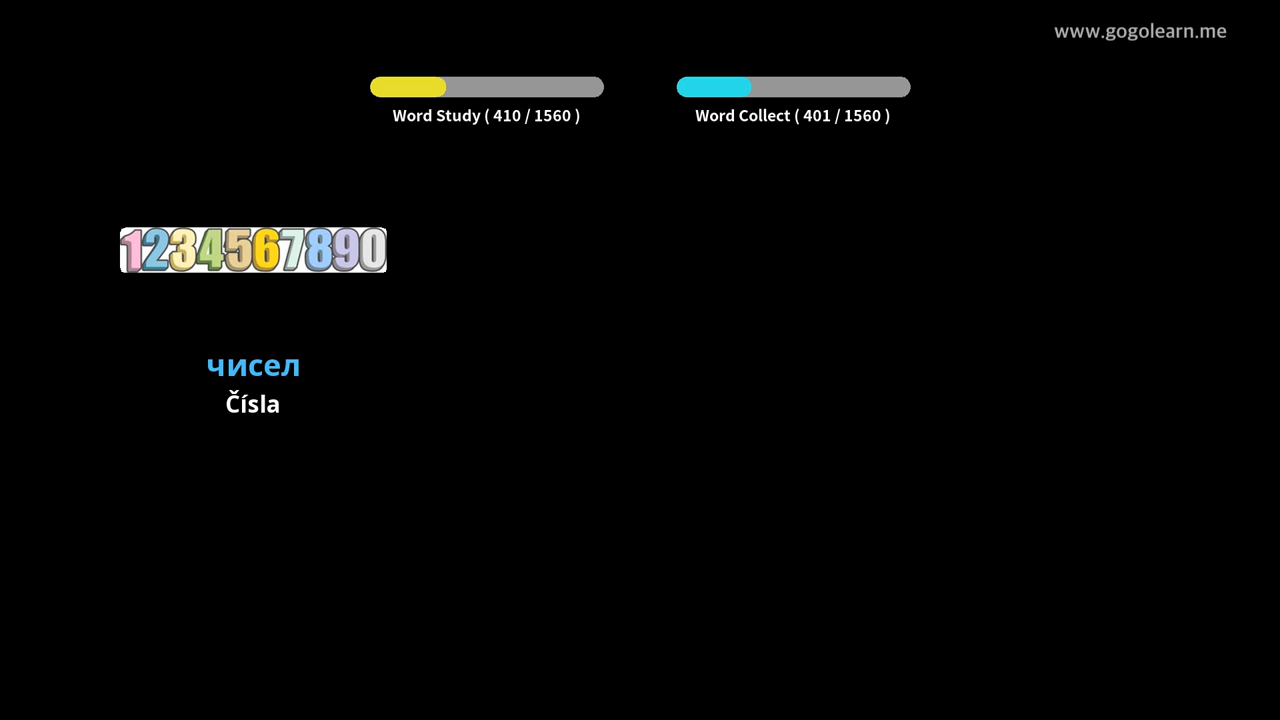 www.gogolearn.me
Word Study ( 410 / 1560 )
Word Collect ( 401 / 1560 )
1234567890
чисел
Čísla